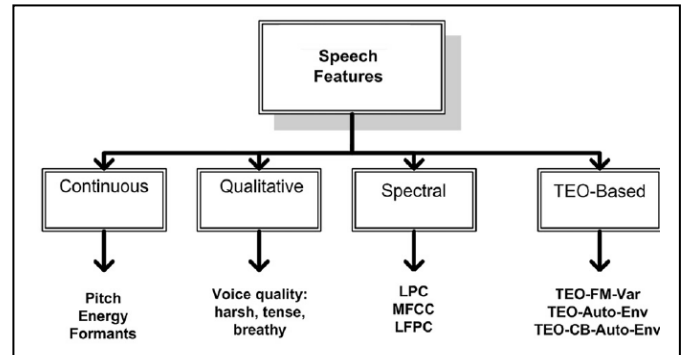 Speech
Features
Continuous
Qualitative
Spectral
TEO-Based
Pitch
Energy
Formants
Voice quality:
harsh, tense,
breathy
LPC
MFCC
LFPC
TEO-FM-Var
TEO-Auto-Env
TEO-CB-Auto-Env